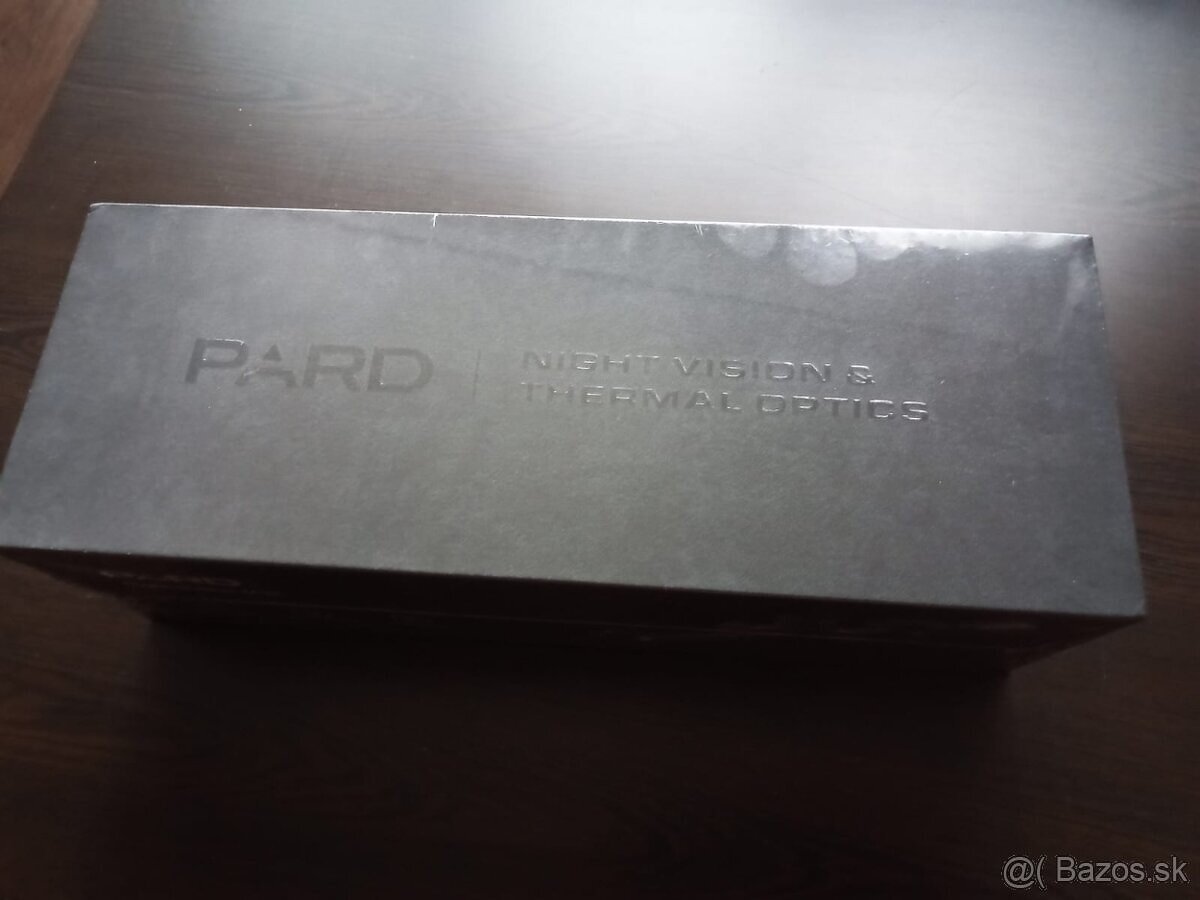 PARD
NIGHT VISION &
THERMAL OPTICS
@( Bazos.sk